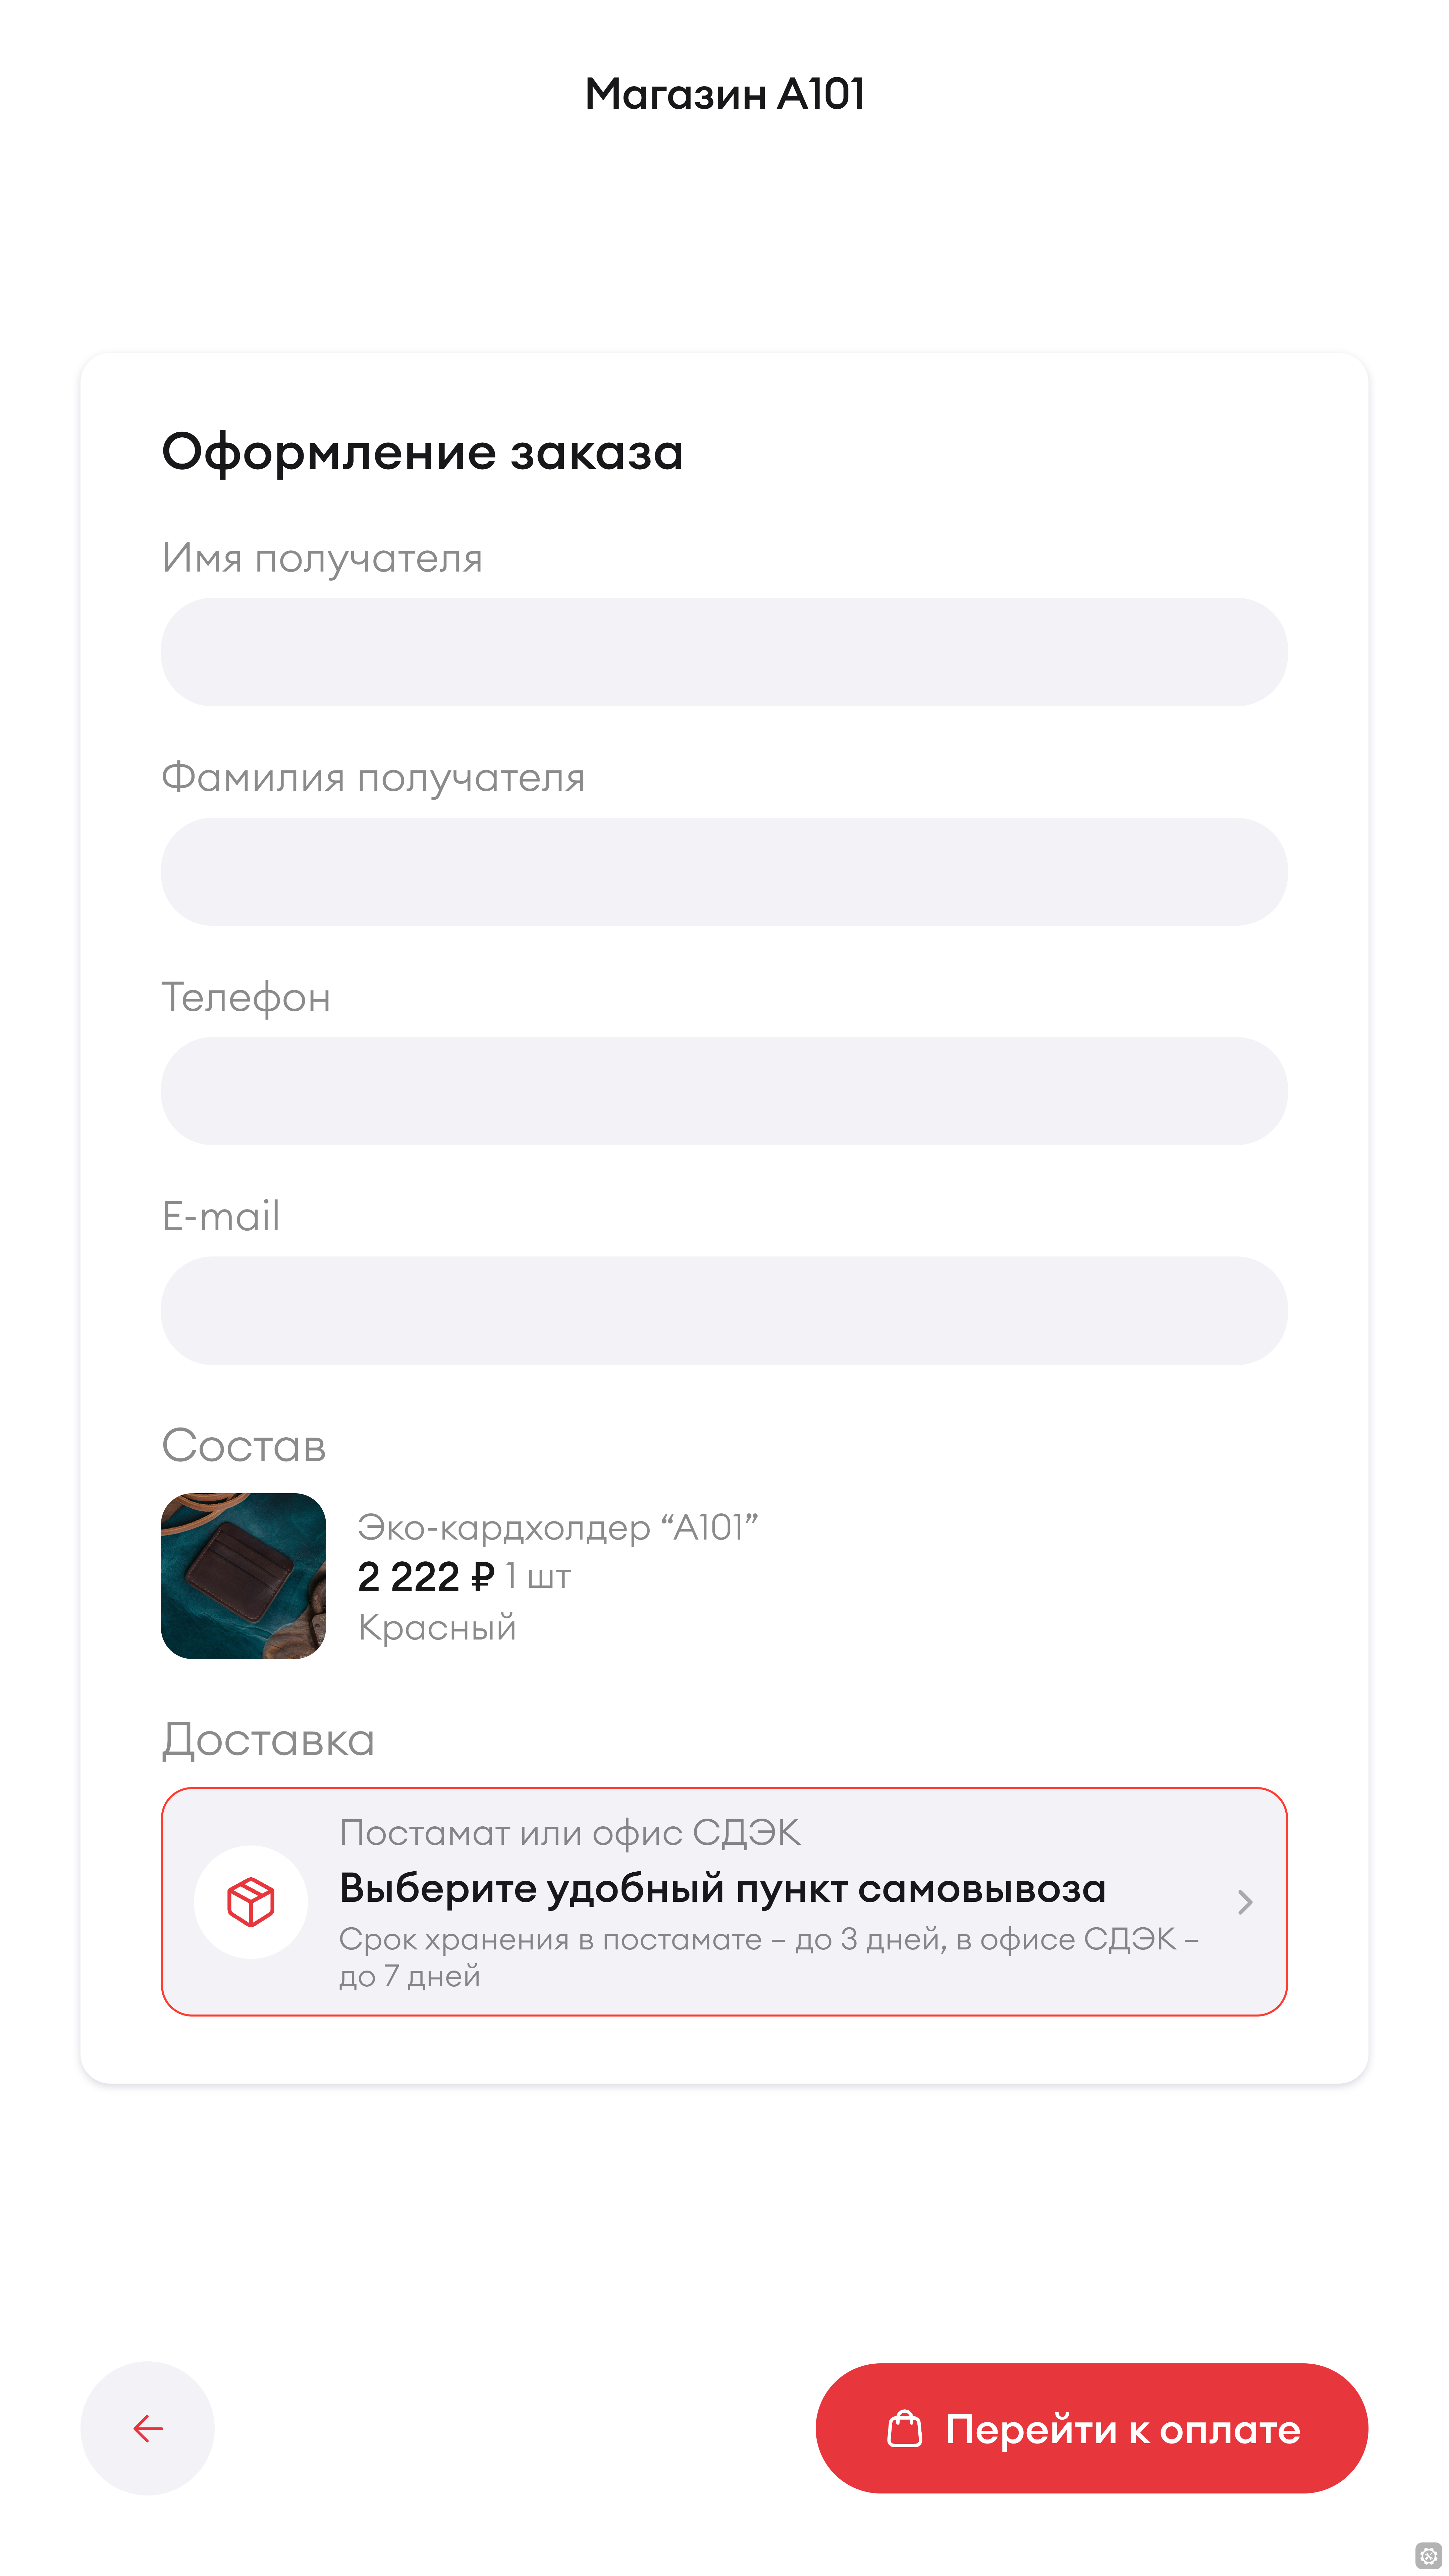 Магазин А101
Оформление заказа
Имя получателя
Фамилия получателя
Телефон
E-mail
Состав
Эко-кардхолдер “А101”
2 222 ₽ 1 шт
Красный
Доставка
Постамат или офис СДЭК
Выберите удобный пункт самовывоза
Срок хранения в постамате – до 3 дней, в офисе СДЭК –
до 7 дней
Перейти к оплате